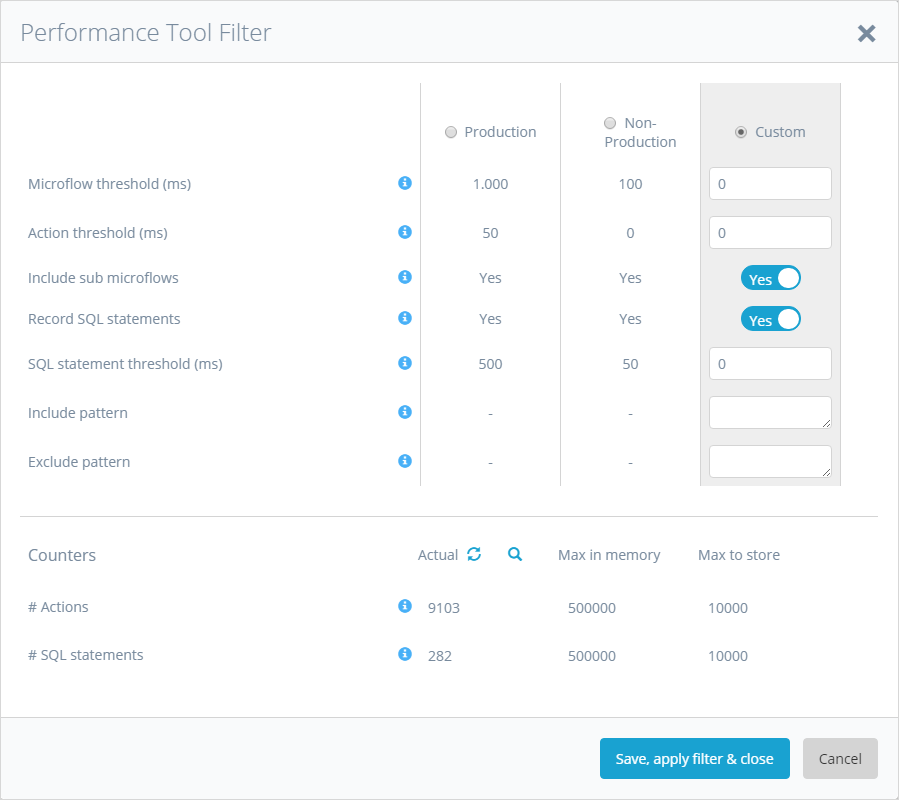 Performance Tool Filter
Production
Non-
Production
Custom
Microflow threshold (ms) 1.000 100 0
Action threshold (ms) 50 0 0
Include sub microflows Yes Yes Yes
Record SQL statements Yes Yes Yes
SQL statement threshold (ms) 500 50 0
Include pattern - -
Exclude pattern - -
Counters Actual Max in memory Max to store
# Actions 9103 500000 10000
# SQL statements 282 500000 10000
Save, apply filter & close Cancel